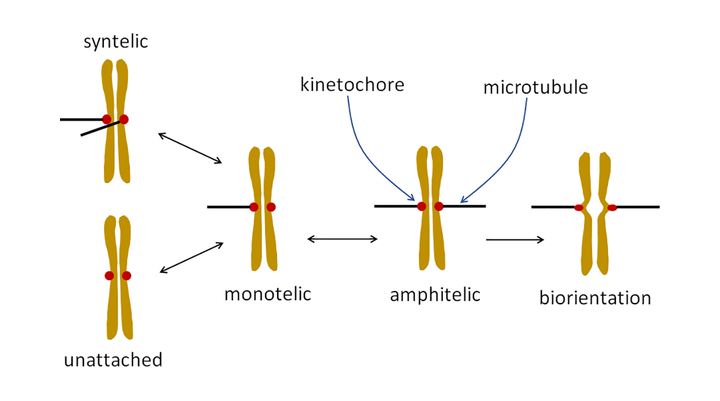 syntelic
kinetochore
microtubule
monotelic
amphitelic
biorientation
unattached